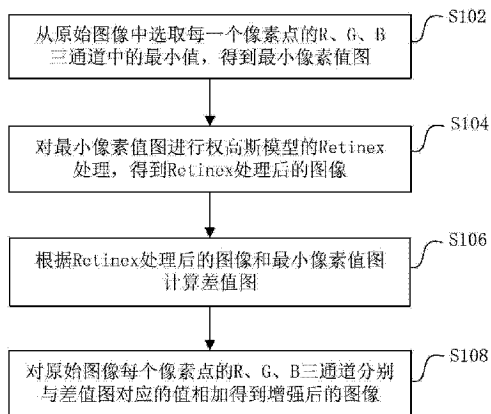 S102
从原始图像中选取每一个像素点的R、G、B
三通道中的最小值，得到最小像素值图
S104
对最小像素值图进行权高斯模型的Retinex
处理，得到Retinex处理后的图像
S106
根据Retinex处理后的图像和最小像素值图
计算差值图
S108
对原始图像每个像素点的R、G、B三通道分别
与差值图对应的值相加得到增强后的图像